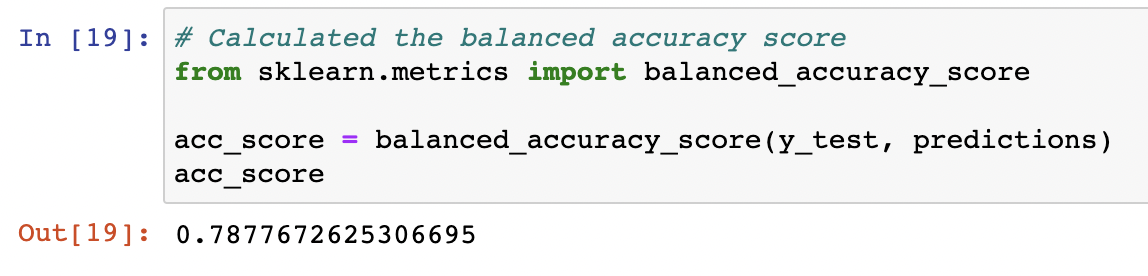 In [19]: # Calculated the balanced accuracy score
from sklearn.metrics import balanced_accuracy_score
acc_score = balanced_accuracy_score(y_test, predictions)
acc_score
Out[19]: 0.7877672625306695